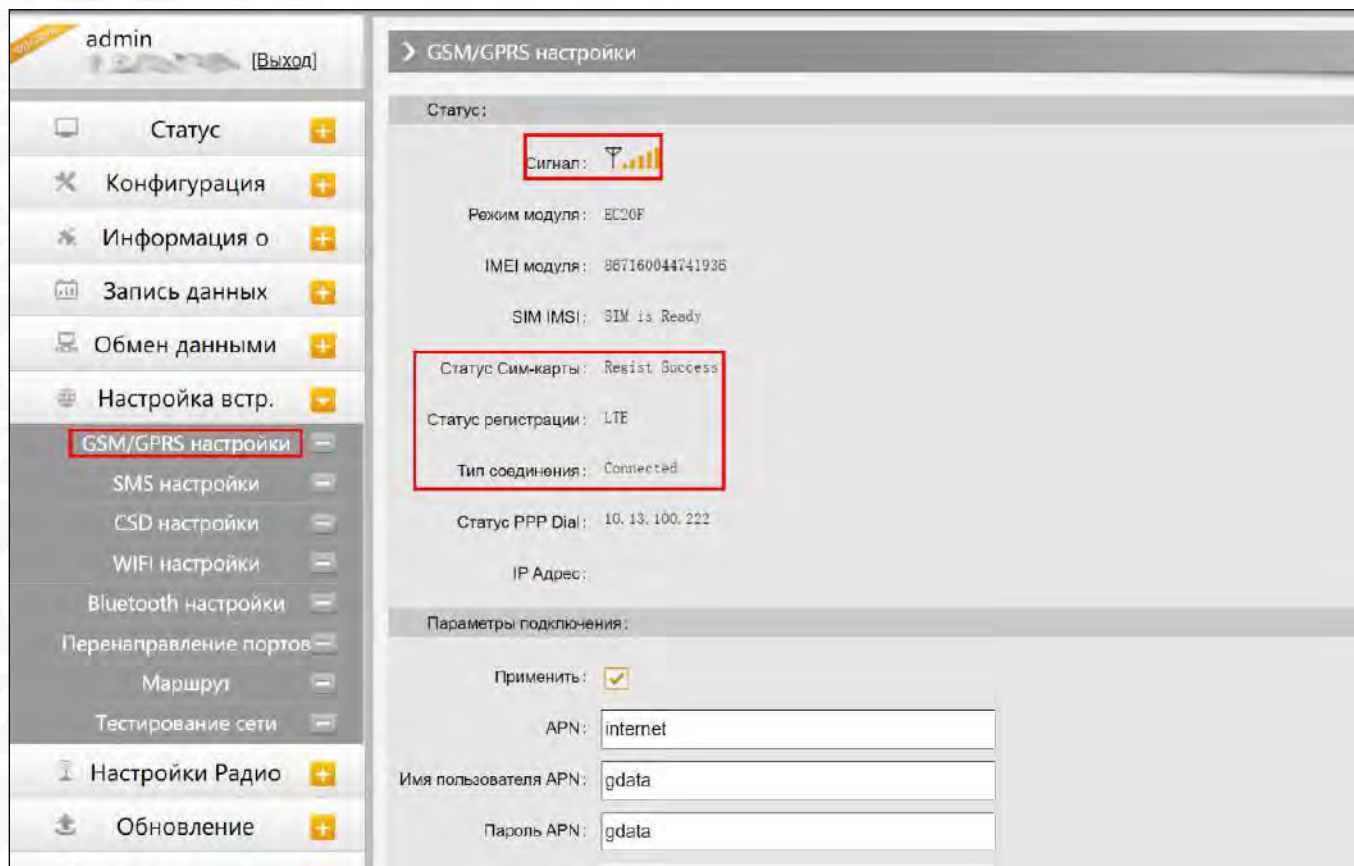 admin
[Выход]
Статус
Конфигурация
Информация о
Запись данных
Обмен данными
Настройка встр.
GSM/GPRS настройки
SMS настройки
CSD настройки
WIFI настройки
Bluetooth настройки
Перенаправление портов
Маршрут
Тестирование сети
Настройки Радио
Обновление
GSM/GPRS настройки
Статус:
Сигнал:
Режим модуля: EC20F
IMEI модуля: 867160044741936
SIM IMSI: SIM is Ready
Статус Сим-карты: Regist Success
Статус регистрации: LTE
Тип соединения: Connected
Статус PPP Dial: 10.13.100.222
IP Адрес:
Параметры подключения:
Применить:
APN: internet
Имя пользователя APN: gdata
Пароль APN: gdata